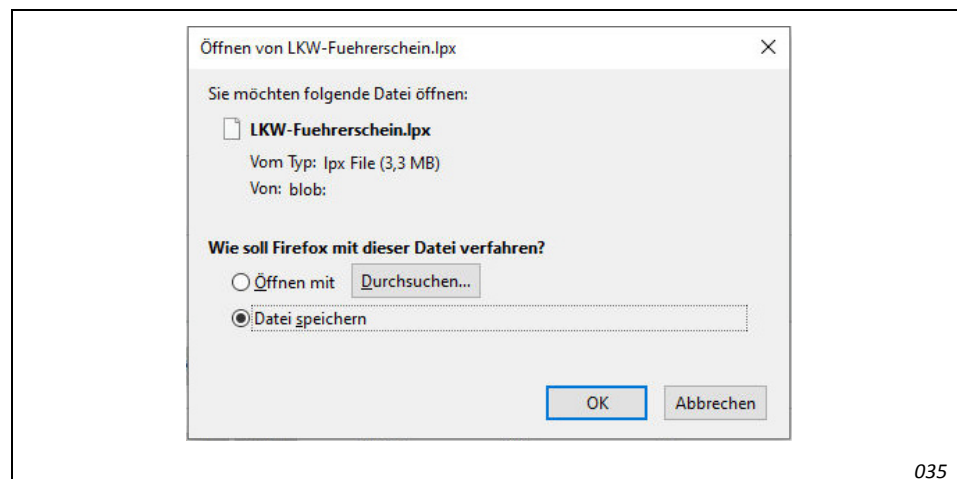 Öffnen von LKW-Fuehrerschein.lpx
Sie möchten folgende Datei öffnen:
LKW-Fuehrerschein.lpx
Vom Typ: lpx File (3,3 MB)
Von: blob:
Wie soll Firefox mit dieser Datei verfahren?
Öffnen mit Durchsuchen...
Datei speichern
OK Abbrechen
035